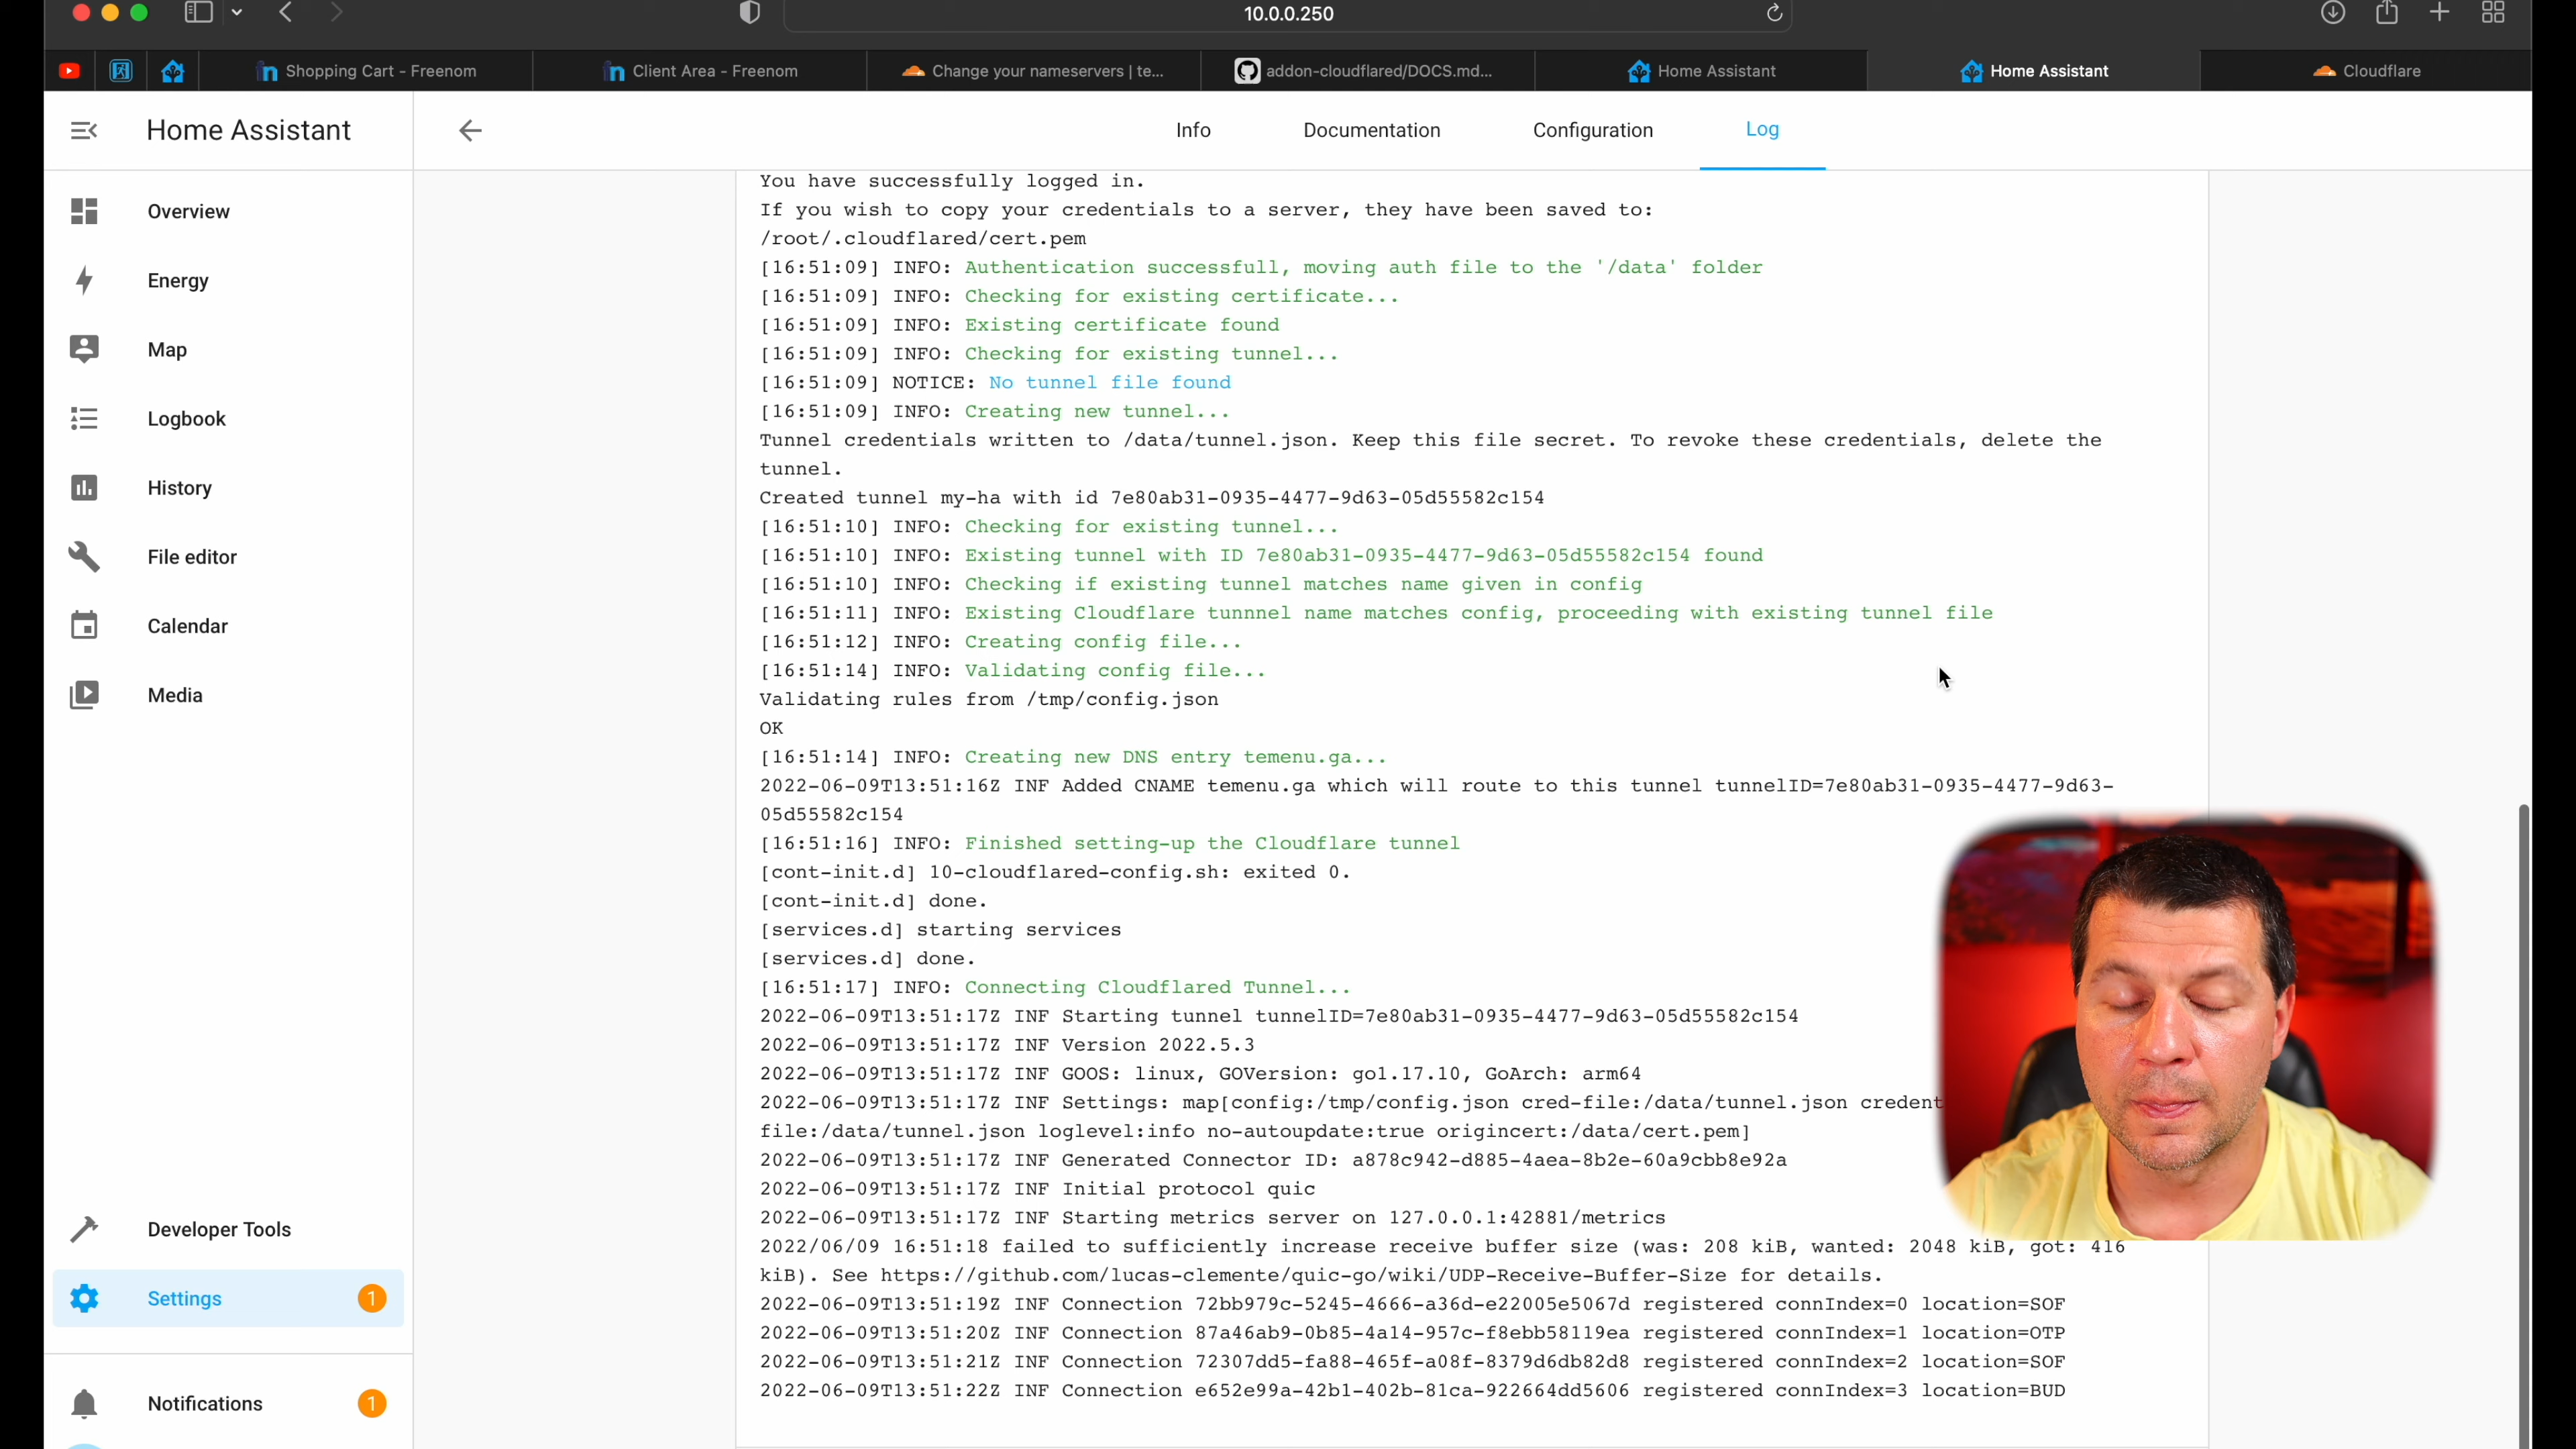 10.0.0.250
Shopping Cart - Freenom
Client Area - Freenom
Change your nameservers | te...
addon-cloudflared/DOCS.md...
Home Assistant
Home Assistant
Cloudflare
Home Assistant
Info
Documentation
Configuration
Log
Overview
Energy
Map
Logbook
History
File editor
Calendar
Media
Developer Tools
Settings
1
Notifications
1
You have successfully logged in.
If you wish to copy your credentials to a server, they have been saved to:
/root/.cloudflared/cert.pem
[16:51:09] INFO: Authentication successfull, moving auth file to the '/data' folder
[16:51:09] INFO: Checking for existing certificate...
[16:51:09] INFO: Existing certificate found
[16:51:09] INFO: Checking for existing tunnel...
[16:51:09] NOTICE: No tunnel file found
[16:51:09] INFO: Creating new tunnel...
Tunnel credentials written to /data/tunnel.json. Keep this file secret. To revoke these credentials, delete the
tunnel.
Created tunnel my-ha with id 7e80ab31-0935-4477-9d63-05d55582c154
[16:51:10] INFO: Checking for existing tunnel...
[16:51:10] INFO: Existing tunnel with ID 7e80ab31-0935-4477-9d63-05d55582c154 found
[16:51:10] INFO: Checking if existing tunnel matches name given in config
[16:51:11] INFO: Existing Cloudflare tunnnel name matches config, proceeding with existing tunnel file
[16:51:12] INFO: Creating config file...
[16:51:14] INFO: Validating config file...
Validating rules from /tmp/config.json
OK
[16:51:14] INFO: Creating new DNS entry temenu.ga...
2022-06-09T13:51:16Z INF Added CNAME temenu.ga which will route to this tunnel tunnelID=7e80ab31-0935-4477-9d63-
05d55582c154
[16:51:16] INFO: Finished setting-up the Cloudflare tunnel
[cont-init.d] 10-cloudflared-config.sh: exited 0.
[cont-init.d] done.
[services.d] starting services
[services.d] done.
[16:51:17] INFO: Connecting Cloudflared Tunnel...
2022-06-09T13:51:17Z INF Starting tunnel tunnelID=7e80ab31-0935-4477-9d63-05d55582c154
2022-06-09T13:51:17Z INF Version 2022.5.3
2022-06-09T13:51:17Z INF GOOS: linux, GOVersion: go1.17.10, GoArch: arm64
2022-06-09T13:51:17Z INF Settings: map[config:/tmp/config.json cred-file:/data/tunnel.json credent
file:/data/tunnel.json loglevel:info no-autoupdate:true origincert:/data/cert.pem]
2022-06-09T13:51:17Z INF Generated Connector ID: a878c942-d885-4aea-8b2e-60a9cbb8e92a
2022-06-09T13:51:17Z INF Initial protocol quic
2022-06-09T13:51:17Z INF Starting metrics server on 127.0.0.1:42881/metrics
2022/06/09 16:51:18 failed to sufficiently increase receive buffer size (was: 208 kiB, wanted: 2048 kiB, got: 416
kiB). See https://github.com/lucas-clemente/quic-go/wiki/UDP-Receive-Buffer-Size for details.
2022-06-09T13:51:19Z INF Connection 72bb979c-5245-4666-a36d-e22005e5067d registered connIndex=0 location=SOF
2022-06-09T13:51:20Z INF Connection 87a46ab9-0b85-4a14-957c-f8ebb58119ea registered connIndex=1 location=OTP
2022-06-09T13:51:21Z INF Connection 72307dd5-fa88-465f-a08f-8379d6db82d8 registered connIndex=2 location=SOF
2022-06-09T13:51:22Z INF Connection e652e99a-42b1-402b-81ca-922664dd5606 registered connIndex=3 location=BUD